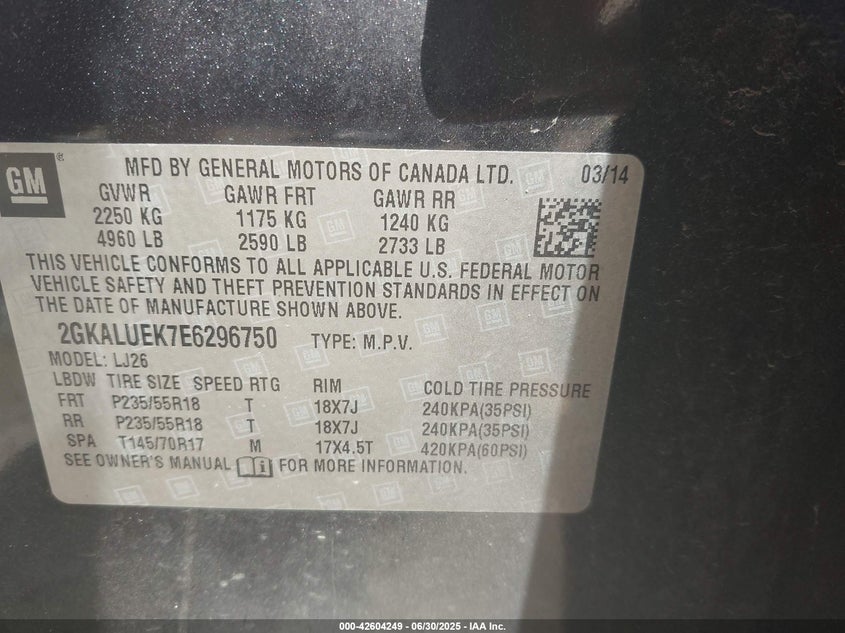 GM ®
MFD BY GENERAL MOTORS OF CANADA LTD. 03/14
GVWR GAWR FRT GAWR RR
2250 KG 1175 KG 1240 KG
4960 LB 2590 LB 2733 LB
THIS VEHICLE CONFORMS TO ALL APPLICABLE U.S. FEDERAL MOTOR
VEHICLE SAFETY AND THEFT PREVENTION STANDARDS IN EFFECT ON
THE DATE OF MANUFACTURE SHOWN ABOVE.
2GKALUEK7E6296750 TYPE: M.P.V.
MODEL: LJ26
LBDW TIRE SIZE SPEED RTG RIM COLD TIRE PRESSURE
FRT P235/55R18 T 18X7J 240KPA(35PSI)
RR P235/55R18 T 18X7J 240KPA(35PSI)
SPA T145/70R17 M 17X4.5T 420KPA(60PSI)
SEE OWNER'S MANUAL FOR MORE INFORMATION.
000-42604249 - 06/30/2025 - IAA Inc.